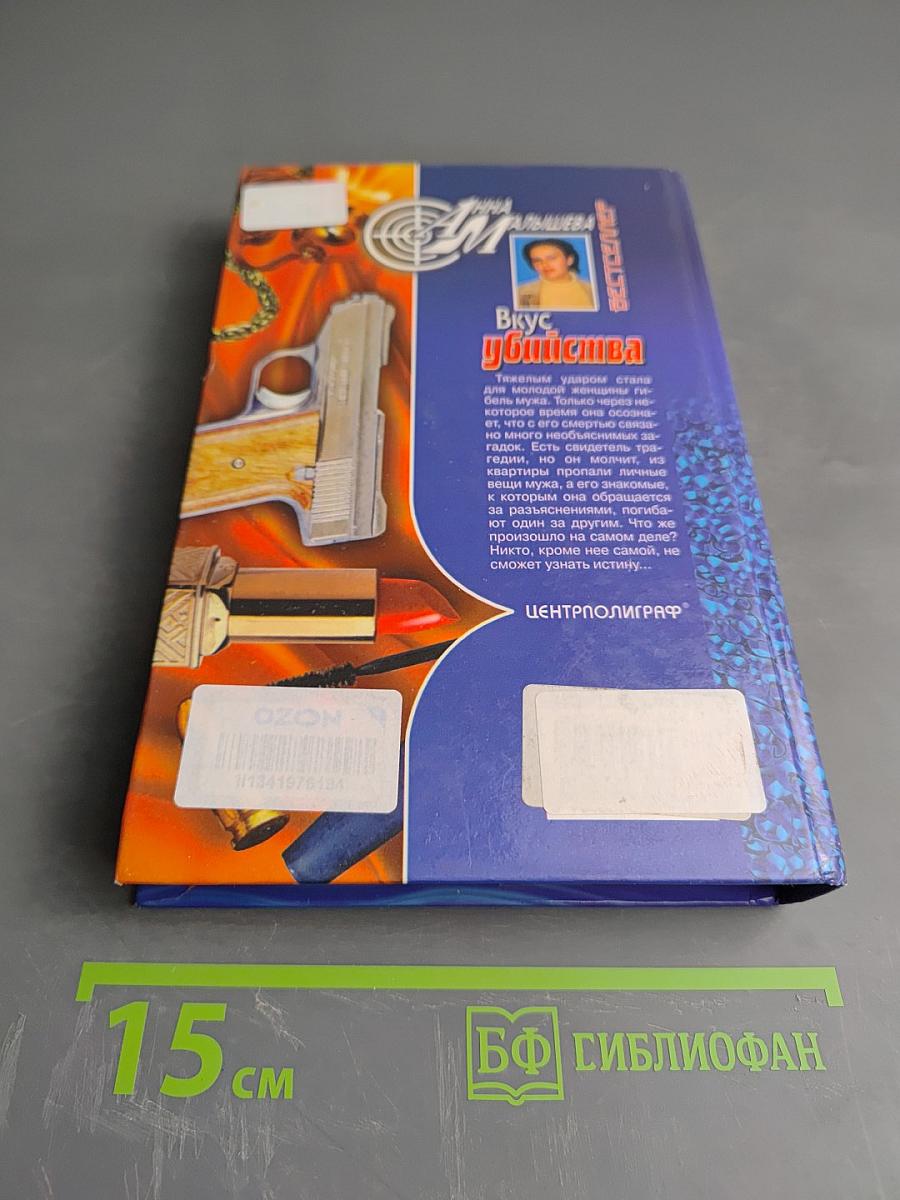 Анна
Малышева
БЕСТСЕЛЛЕР
Вкус
убийства
Тяжелым ударом стала
для молодой женщины ги-
бель мужа. Только через не-
которое время она осозна-
ет, что с его смертью связа-
но много необъяснимых за-
гадок. Есть свидетель тра-
гедии, но он молчит, из
квартиры пропали личные
вещи мужа, а его знакомые,
к которым она обращается
за разъяснениями, погиба-
ют один за другим. Что же
произошло на самом деле?
Никто, кроме нее самой, не
сможет узнать истину...
ЦЕНТРПОЛИГРАФ®
OZON
15 см
БФ